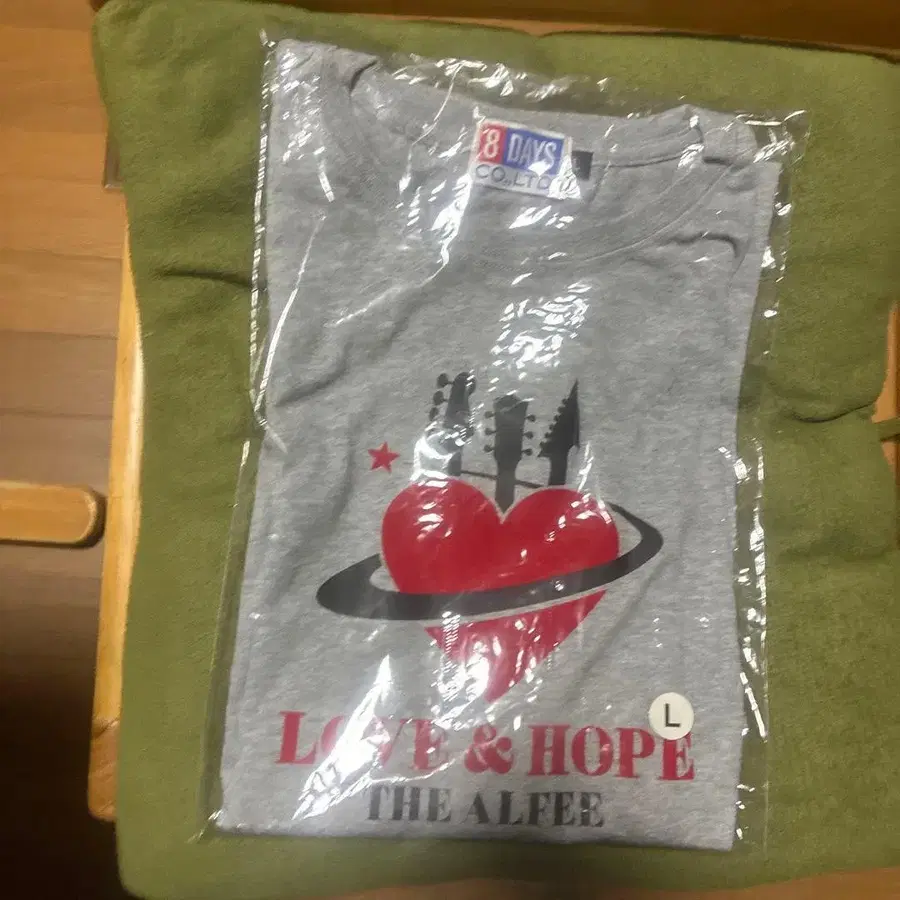 8 DAYS
CO.,LTD.
L
LOVE & HOPE
THE ALFEE